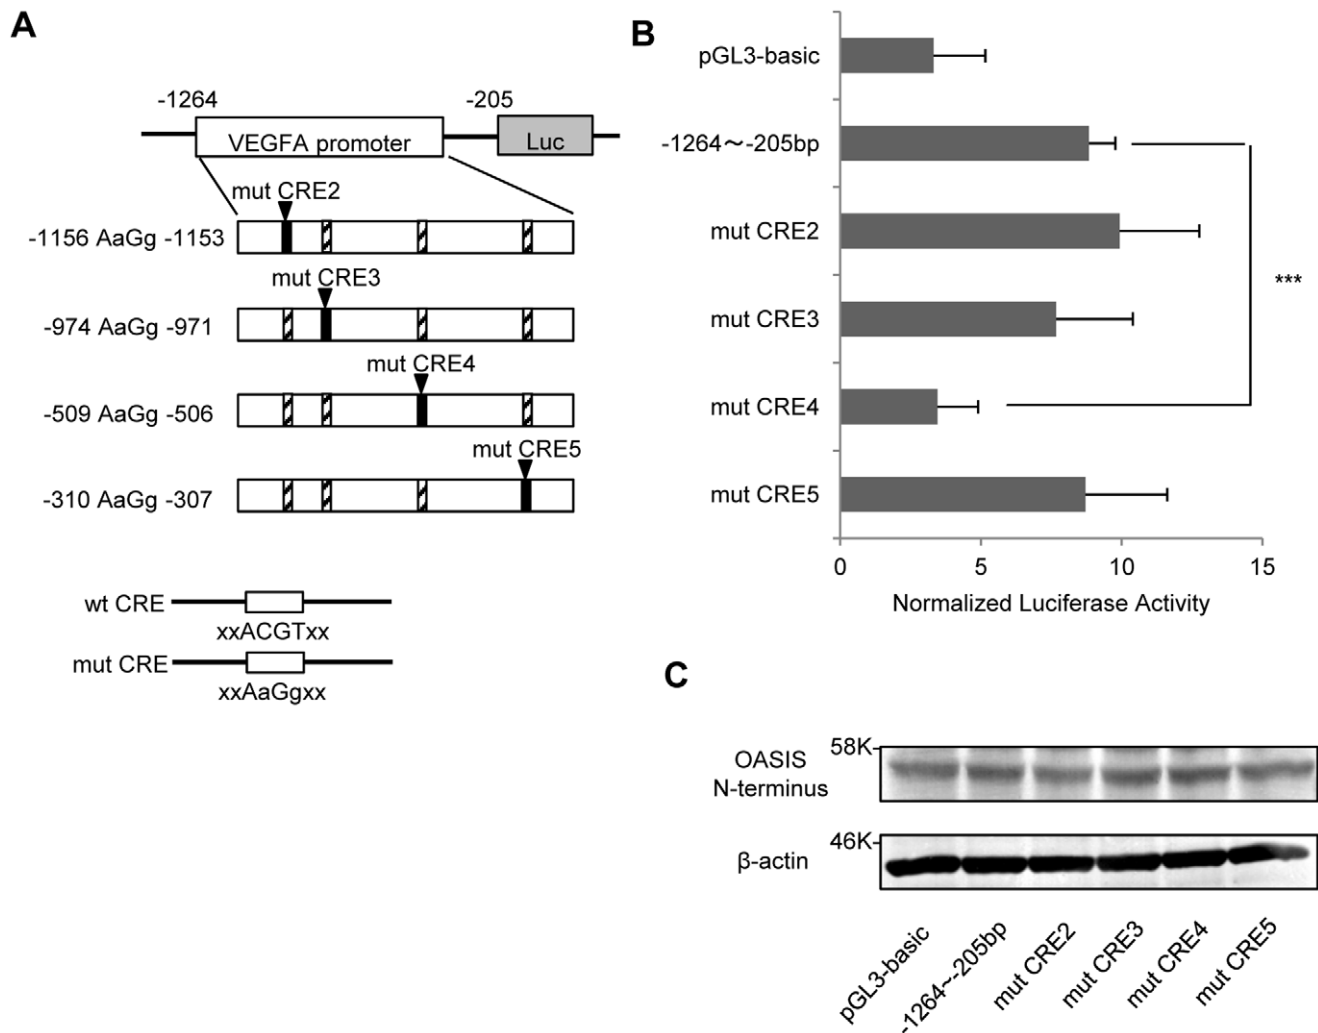 A
-1264
-205
VEGFA promoter
Luc
mut CRE2
-1156 AaGg -1153
mut CRE3
-974 AaGg -971
mut CRE4
-509 AaGg -506
mut CRE5
-310 AaGg -307
wt CRE
xxACGTxx
mut CRE
xxAaGgxx
B
pGL3-basic
-1264～-205bp
mut CRE2
mut CRE3
mut CRE4
mut CRE5
***
0 5 10 15
Normalized Luciferase Activity
C
58K
OASIS
N-terminus
46K
β-actin
pGL3-basic
-1264～-205bp
mut CRE2
mut CRE3
mut CRE4
mut CRE5